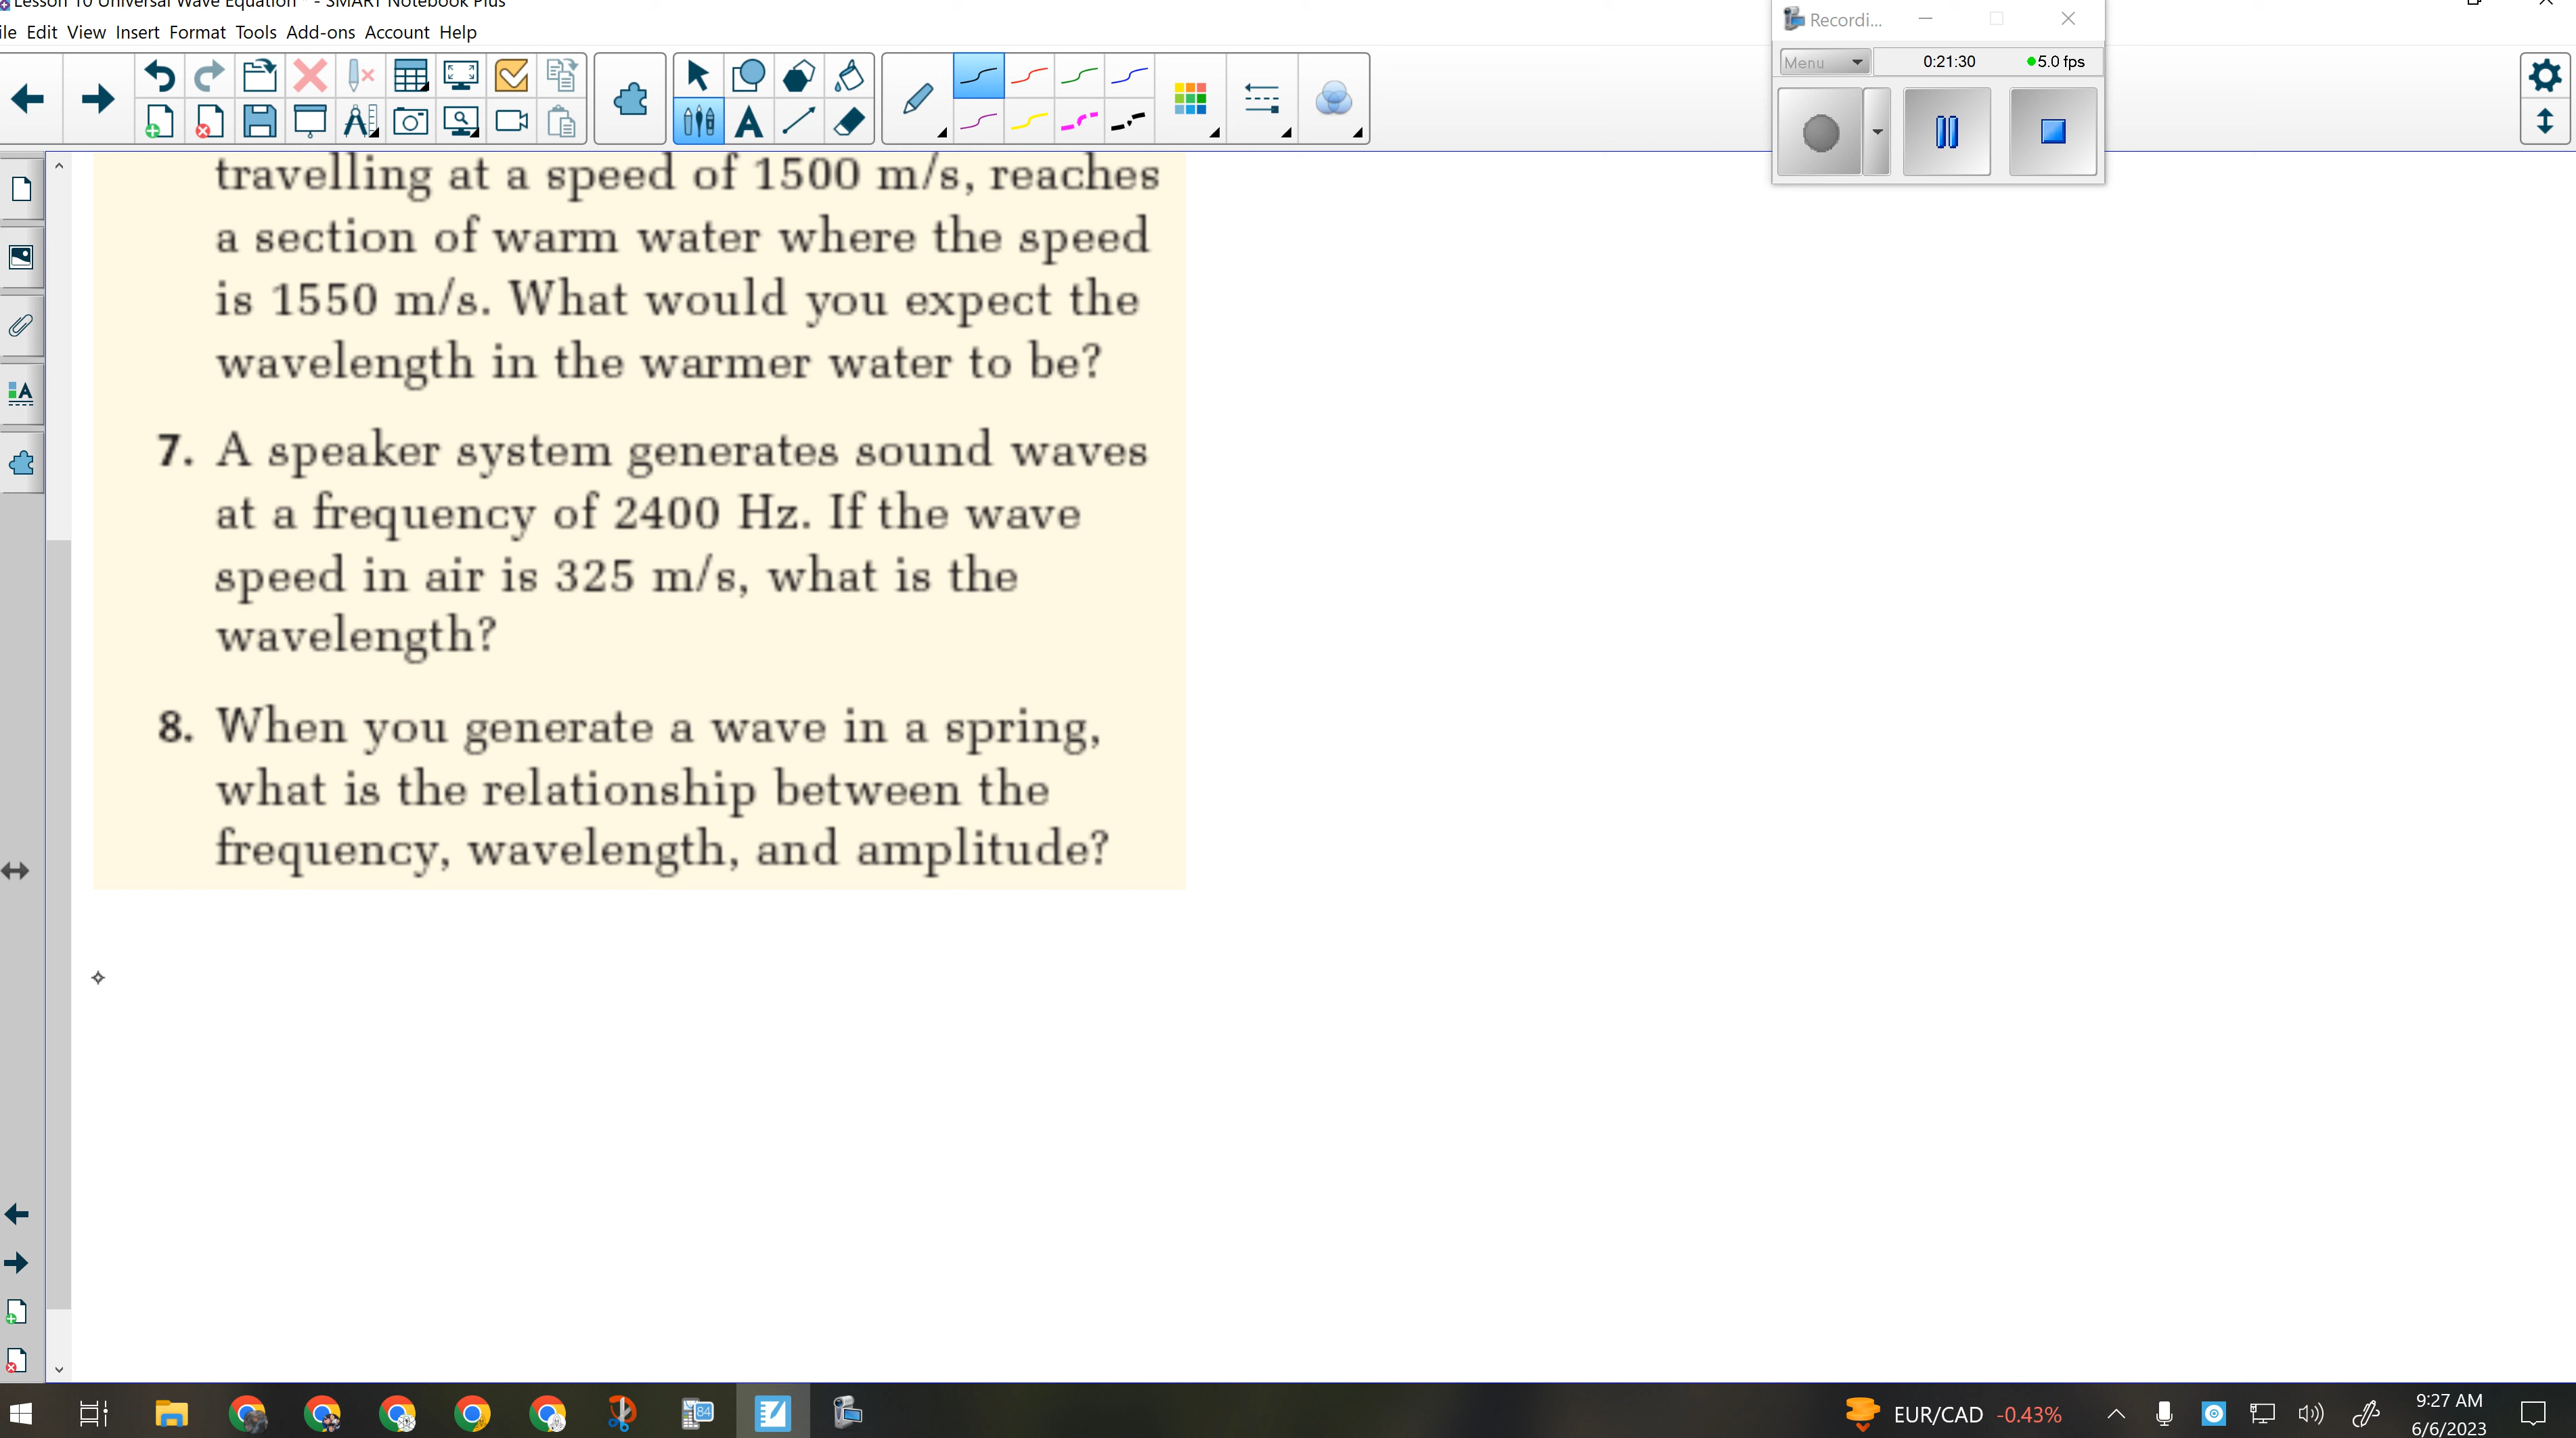 Lesson 10 Universal Wave Equation * - SMART Notebook Plus
ile Edit View Insert Format Tools Add-ons Account Help
Recordi...
Menu 0:21:30 5.0 fps
travelling at a speed of 1500 m/s, reaches
a section of warm water where the speed
is 1550 m/s. What would you expect the
wavelength in the warmer water to be?
7. A speaker system generates sound waves
at a frequency of 2400 Hz. If the wave
speed in air is 325 m/s, what is the
wavelength?
8. When you generate a wave in a spring,
what is the relationship between the
frequency, wavelength, and amplitude?
84
EUR/CAD -0.43%
9:27 AM
6/6/2023